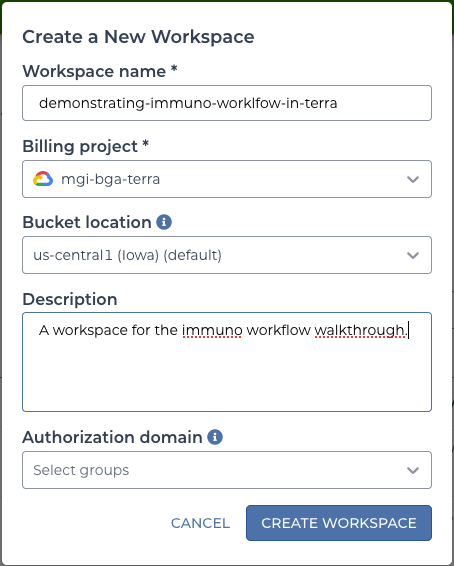 Create a New Workspace
Workspace name *
demonstrating-immuno-worklfow-in-terra
Billing project *
mgi-bga-terra
Bucket location
us-central1 (Iowa) (default)
Description
A workspace for the immuno workflow walkthrough.
Authorization domain
Select groups
CANCEL CREATE WORKSPACE